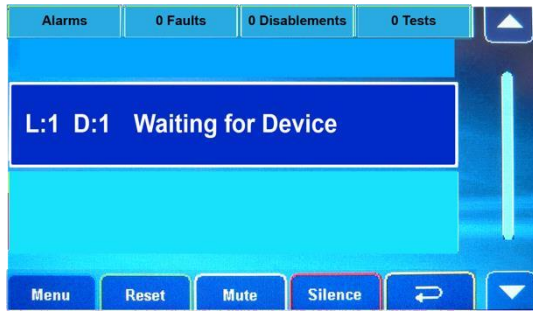 Alarms 0 Faults 0 Disablements 0 Tests
L:1 D:1 Waiting for Device
Menu Reset Mute Silence